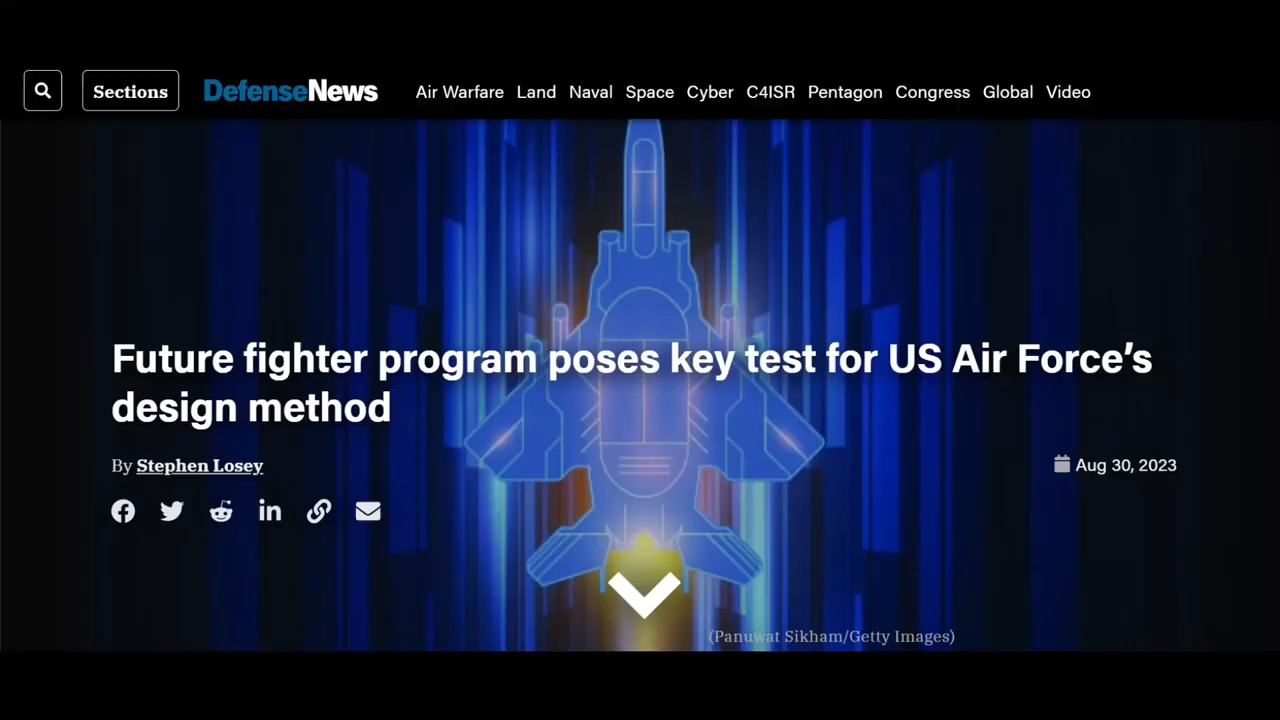 Sections DefenseNews Air Warfare Land Naval Space Cyber C4ISR Pentagon Congress Global Video
Future fighter program poses key test for US Air Force’s
design method
By Stephen Losey Aug 30, 2023
(Panuwat Sikham/Getty Images)